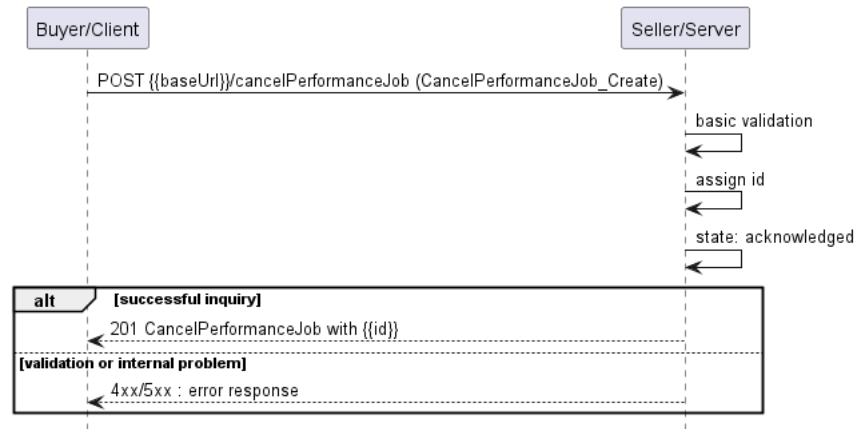 Buyer/Client
Seller/Server
POST {{baseUrl}}/cancelPerformanceJob (CancelPerformanceJob_Create)
basic validation
assign id
state: acknowledged
alt
[successful inquiry]
201 CancelPerformanceJob with {{id}}
[validation or internal problem]
4xx/5xx : error response